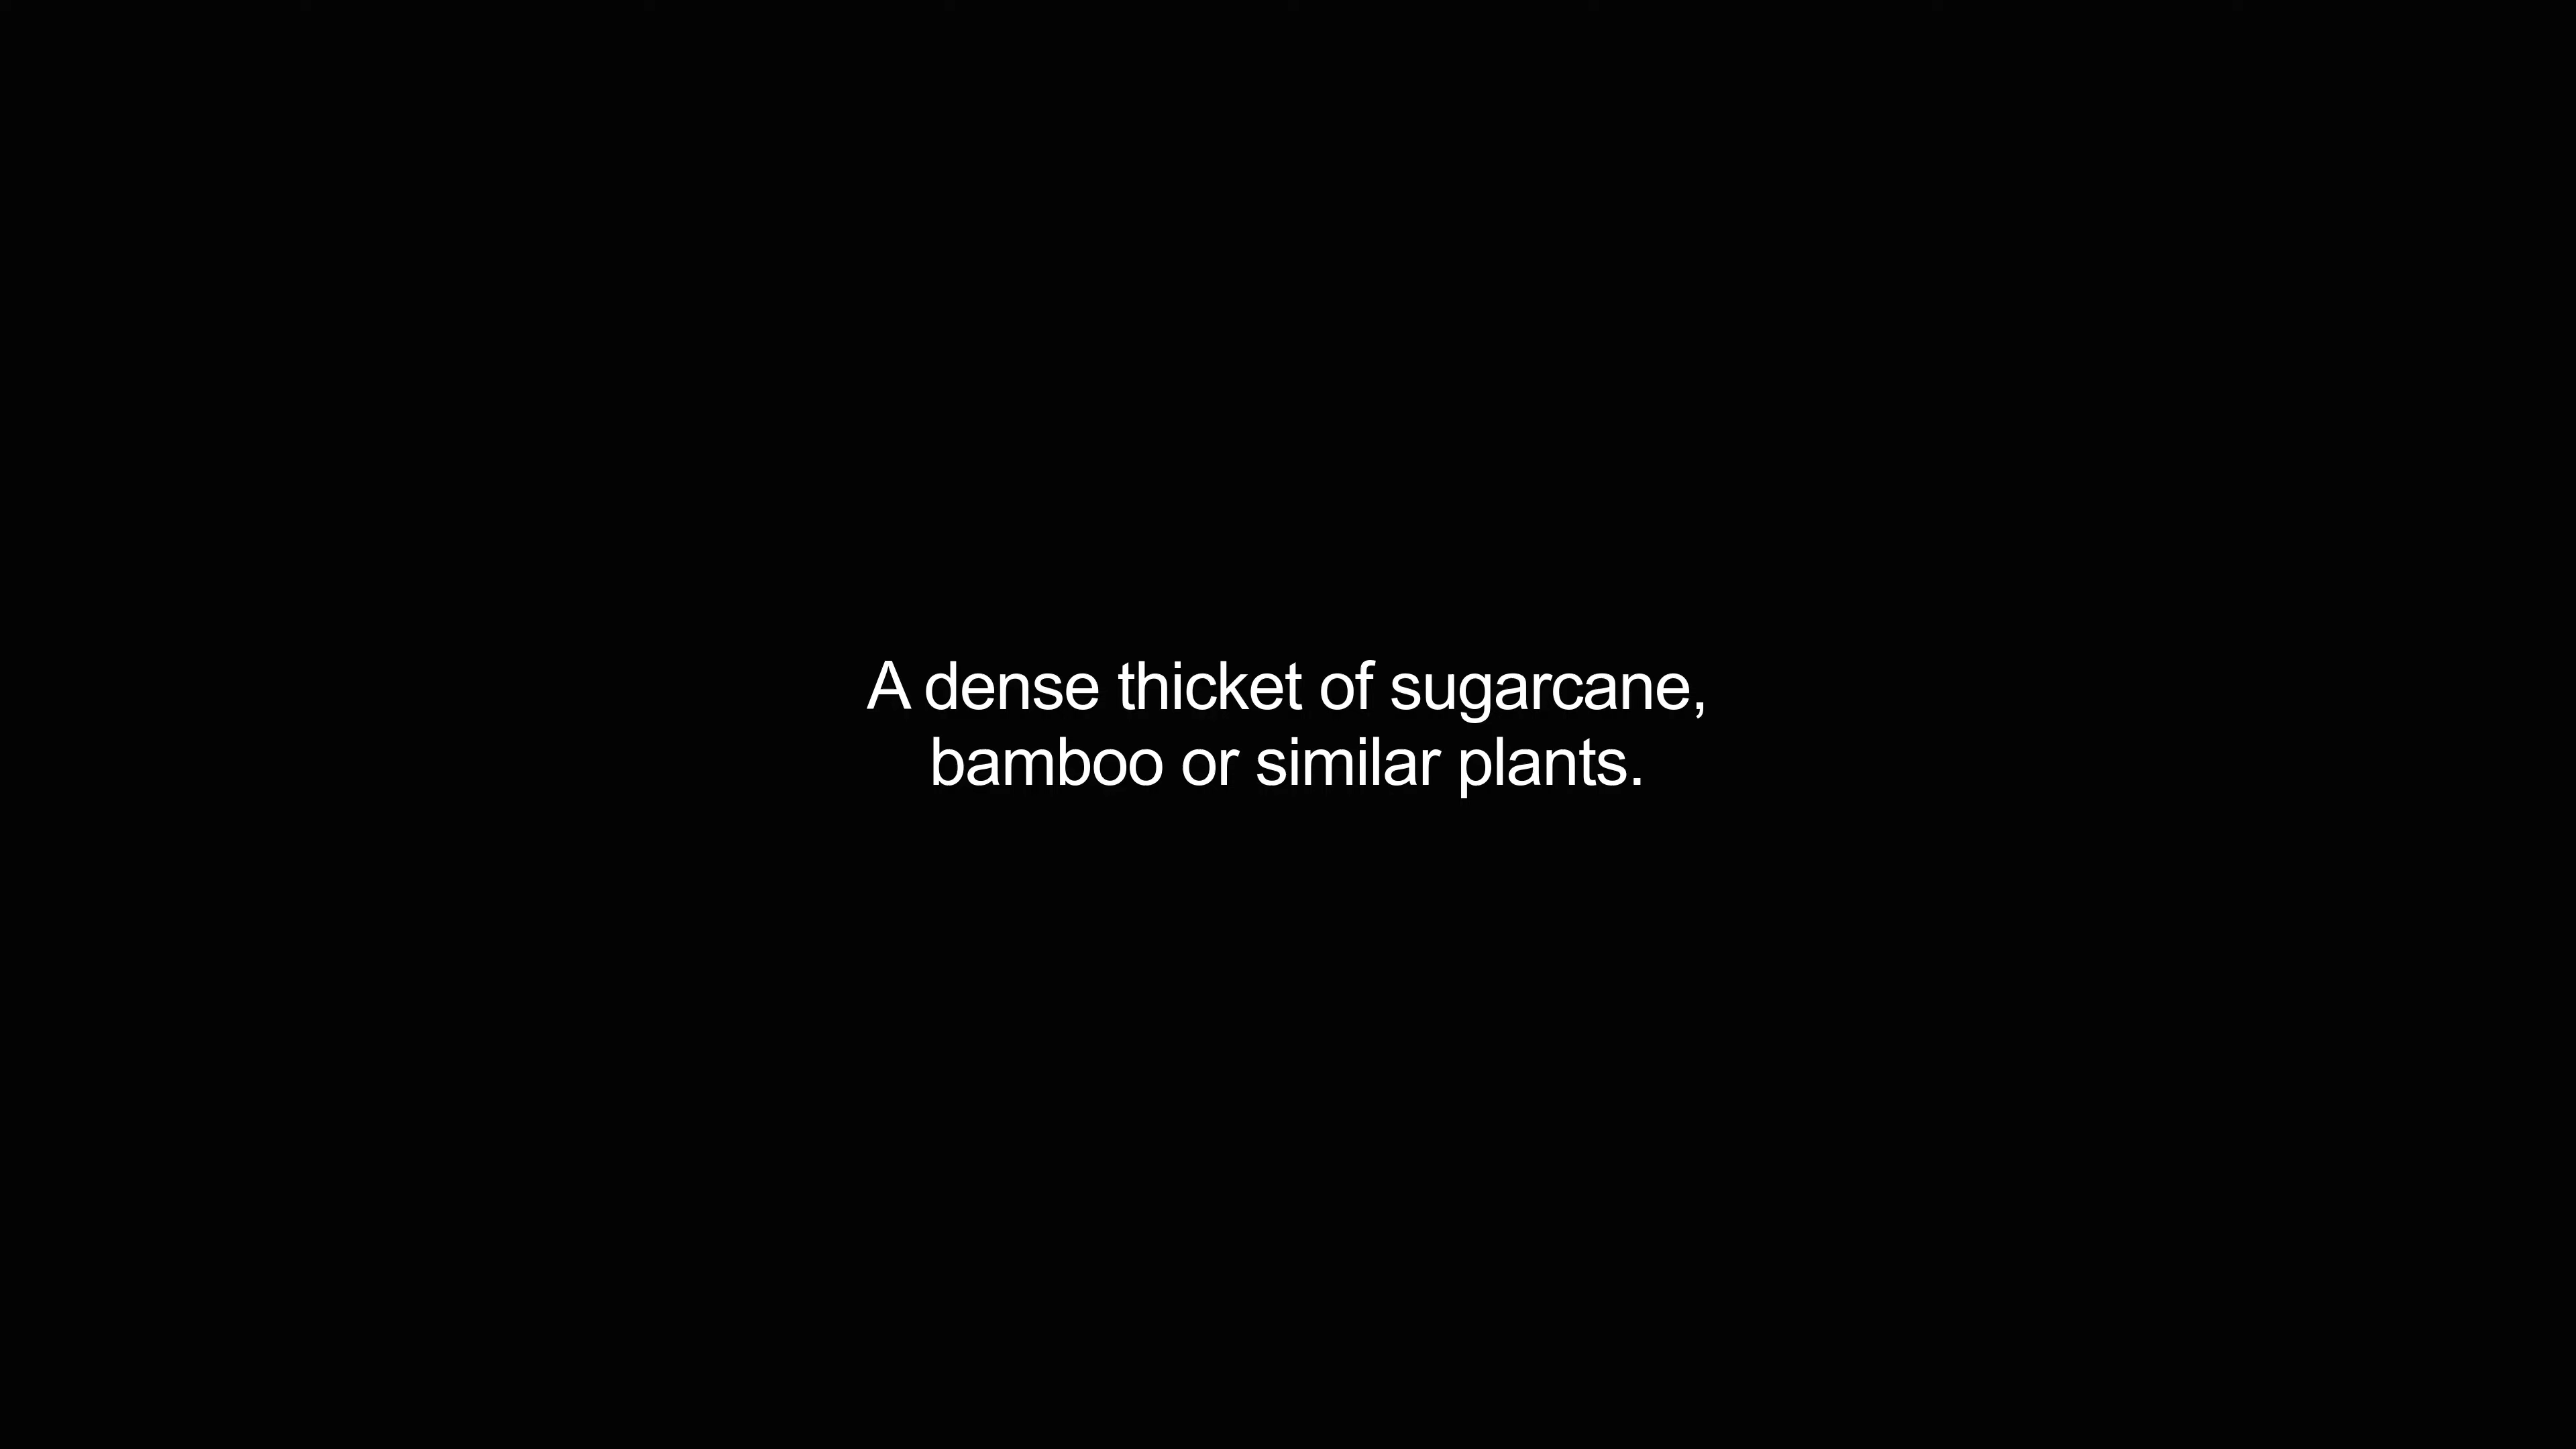 A dense thicket of sugarcane,
bamboo or similar plants.